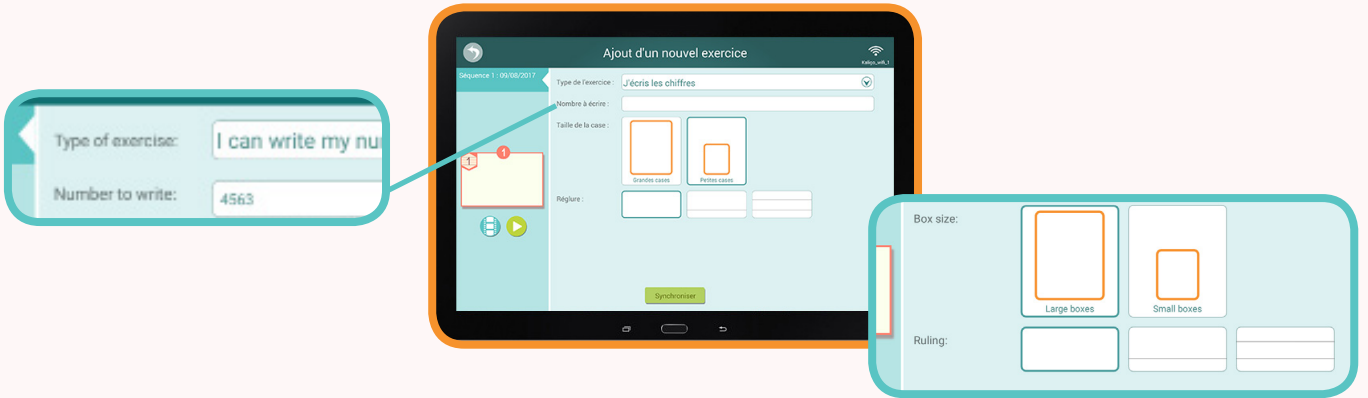 Ajout d'un nouvel exercice
Kaligo_wifi_1
Séquence 1 : 09/08/2017
Type de l'exercice :
J'écris les chiffres
Nombre à écrire :
Taille de la case :
Grandes cases
Petites cases
Réglure :
1
1
Synchroniser
Type of exercise:
I can write my nu
Number to write:
4563
Box size:
Large boxes
Small boxes
Ruling: